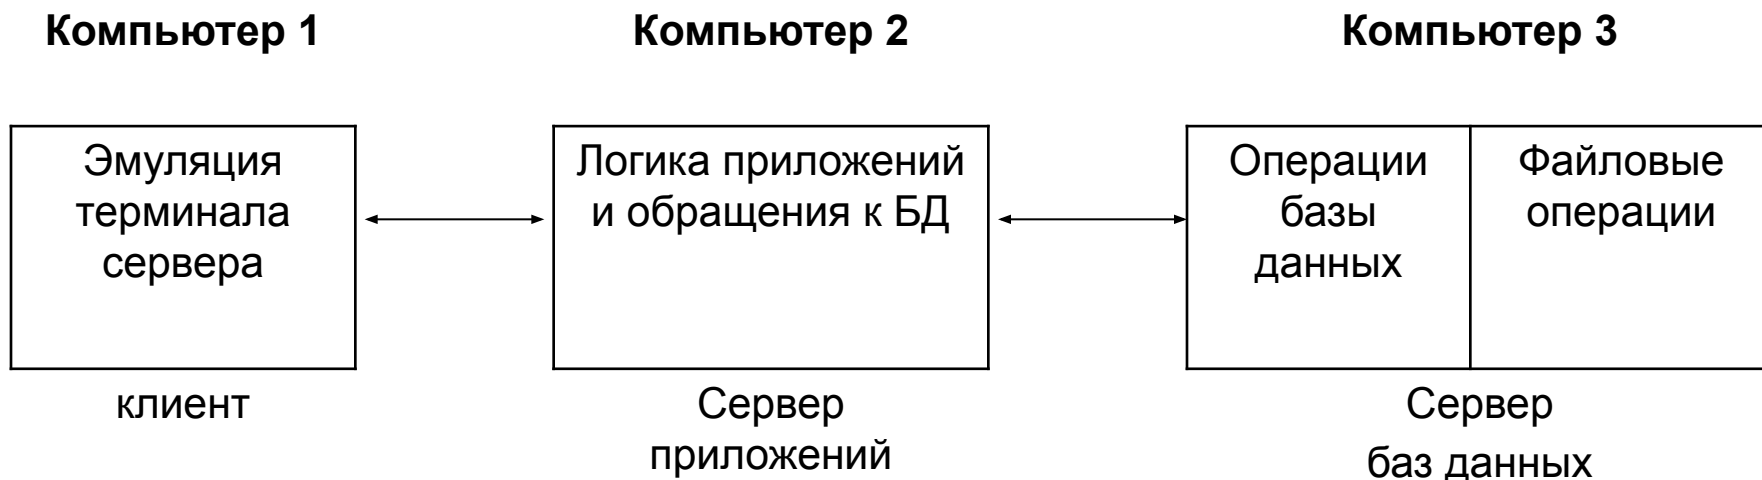 Компьютер 1
Компьютер 2
Компьютер 3
Эмуляция
терминала
сервера
Логика приложений
и обращения к БД
Операции
базы
данных
Файловые
операции
клиент
Сервер
приложений
Сервер
баз данных